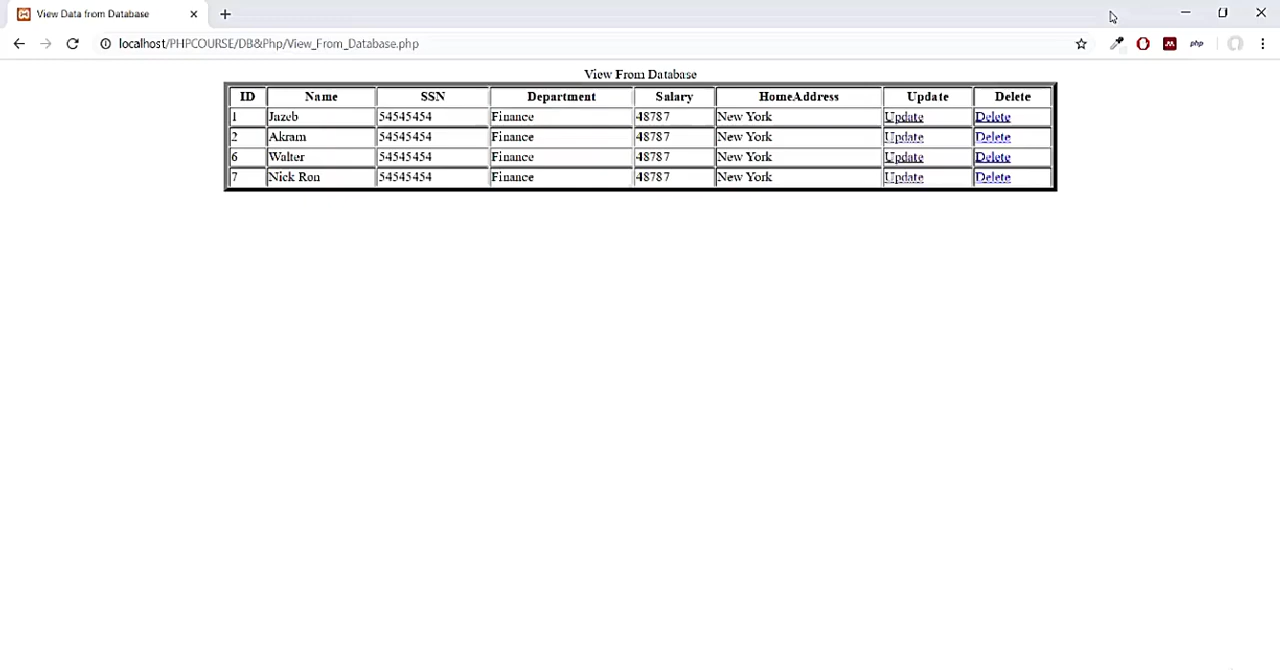 View Data from Database
localhost/PHPCOURSE/DB&Php/View_From_Database.php
php
View From Database
ID Name SSN Department Salary HomeAddress Update Delete
1 Jazeb 54545454 Finance 48787 New York Update Delete
2 Akram 54545454 Finance 48787 New York Update Delete
6 Walter 54545454 Finance 48787 New York Update Delete
7 Nick Ron 54545454 Finance 48787 New York Update Delete